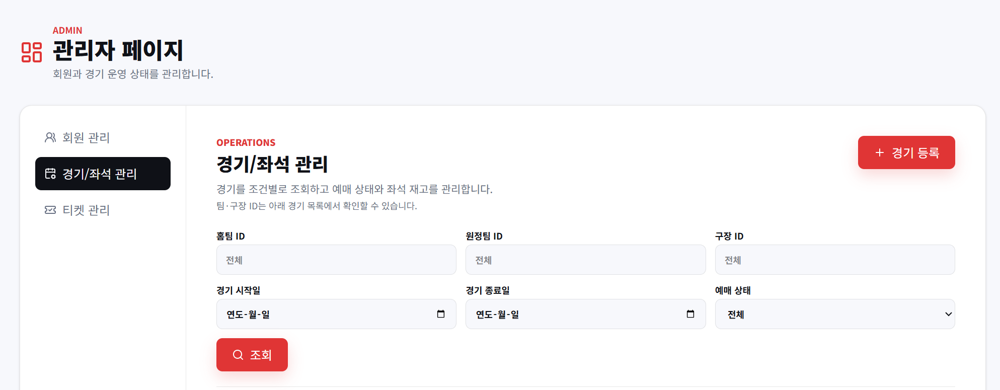 ADMIN
관리자 페이지
회원과 경기 운영 상태를 관리합니다.
회원 관리
경기/좌석 관리
티켓 관리
OPERATIONS
경기/좌석 관리
경기를 조건별로 조회하고 예매 상태와 좌석 재고를 관리합니다.
팀·구장 ID는 아래 경기 목록에서 확인할 수 있습니다.
경기 등록
홈팀 ID
원정팀 ID
구장 ID
전체
전체
전체
경기 시작일
경기 종료일
예매 상태
연도-월-일
연도-월-일
전체
조회